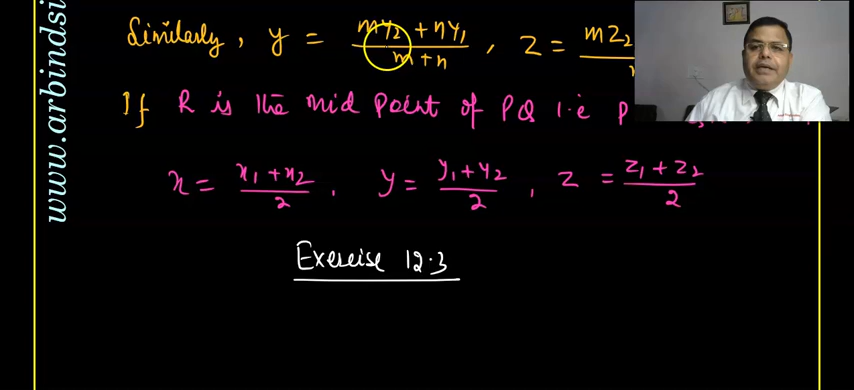 www.arbindsi
Similarly, y = (my₂ + ny₁)/(m + n), z = mz₂
If R is the mid point of PQ i.e P
x = (x₁ + x₂)/2, y = (y₁ + y₂)/2, z = (z₁ + z₂)/2
Exercise 12.3